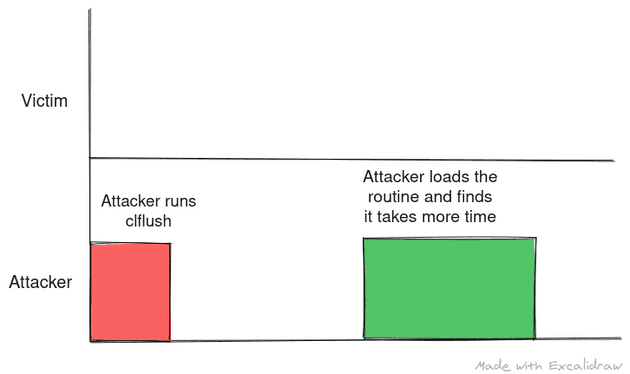 Victim
Attacker runs
clflush
Attacker loads the
routine and finds
it takes more time
Attacker
Made with Excalidraw